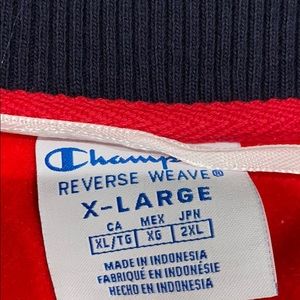 Champ
REVERSE WEAVE®
X-LARGE
CA MEX JPN
XL/TG XG 2XL
MADE IN INDONESIA
FABRIQUÉ EN INDONÉSIE
HECHO EN INDONESIA